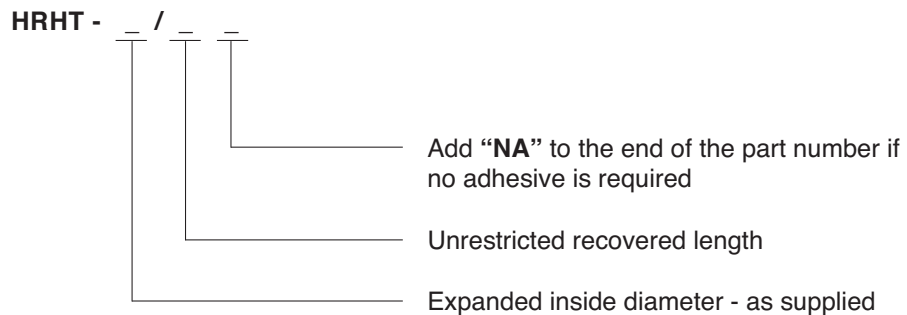 HRHT - _ / _ _
Add “NA” to the end of the part number if
no adhesive is required
Unrestricted recovered length
Expanded inside diameter - as supplied